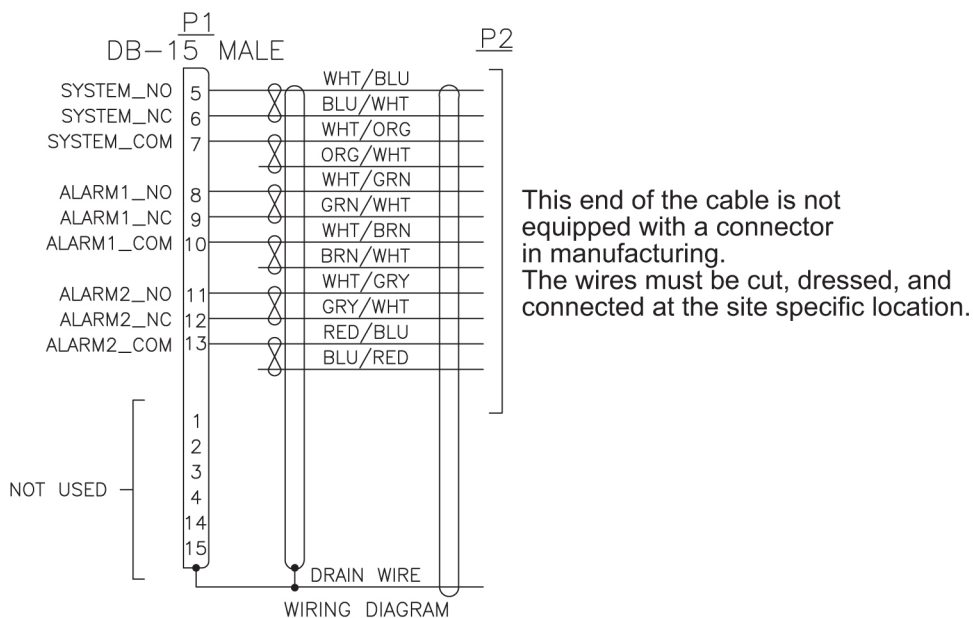 P1
DB-15 MALE
P2
SYSTEM_NO 5 WHT/BLU
SYSTEM_NC 6 BLU/WHT
SYSTEM_COM 7 WHT/ORG
ORG/WHT
ALARM1_NO 8 WHT/GRN
ALARM1_NC 9 GRN/WHT
ALARM1_COM 10 WHT/BRN
BRN/WHT
ALARM2_NO 11 WHT/GRY
ALARM2_NC 12 GRY/WHT
ALARM2_COM 13 RED/BLU
BLU/RED
This end of the cable is not
equipped with a connector
in manufacturing.
The wires must be cut, dressed, and
connected at the site specific location.
NOT USED
1
2
3
4
14
15
DRAIN WIRE
WIRING DIAGRAM